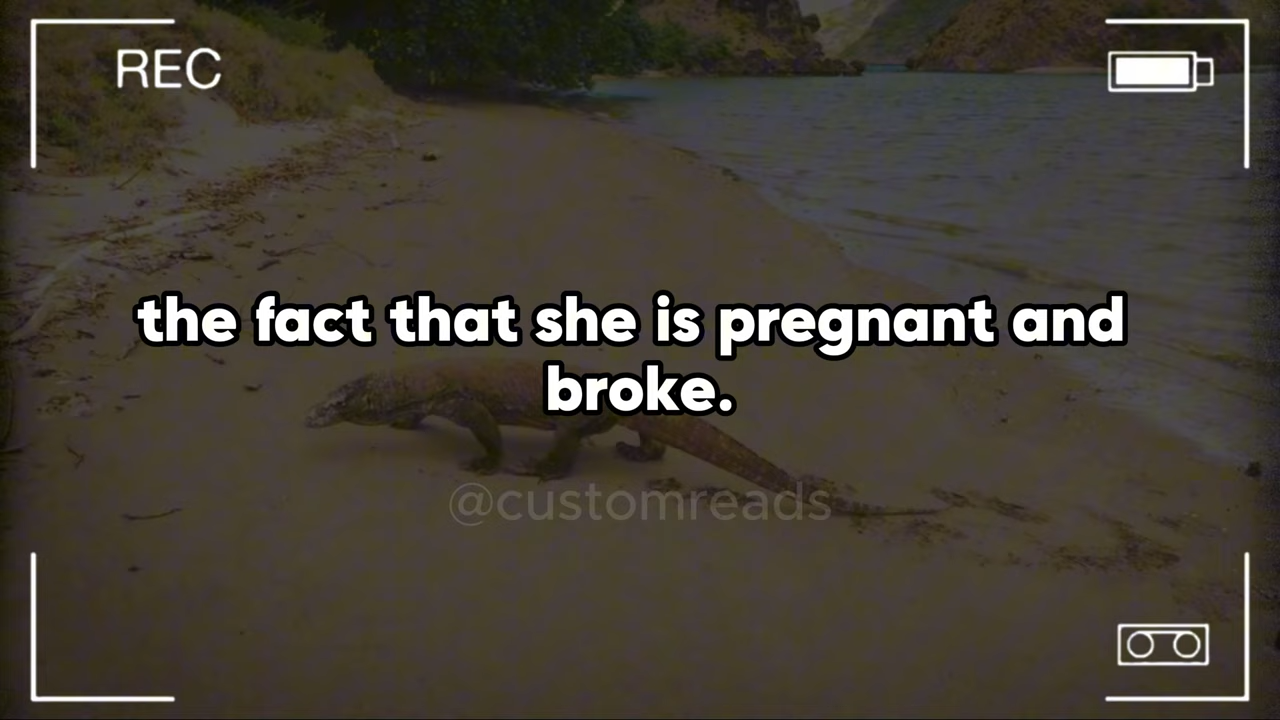 REC
the fact that she is pregnant and
broke.
@customreads